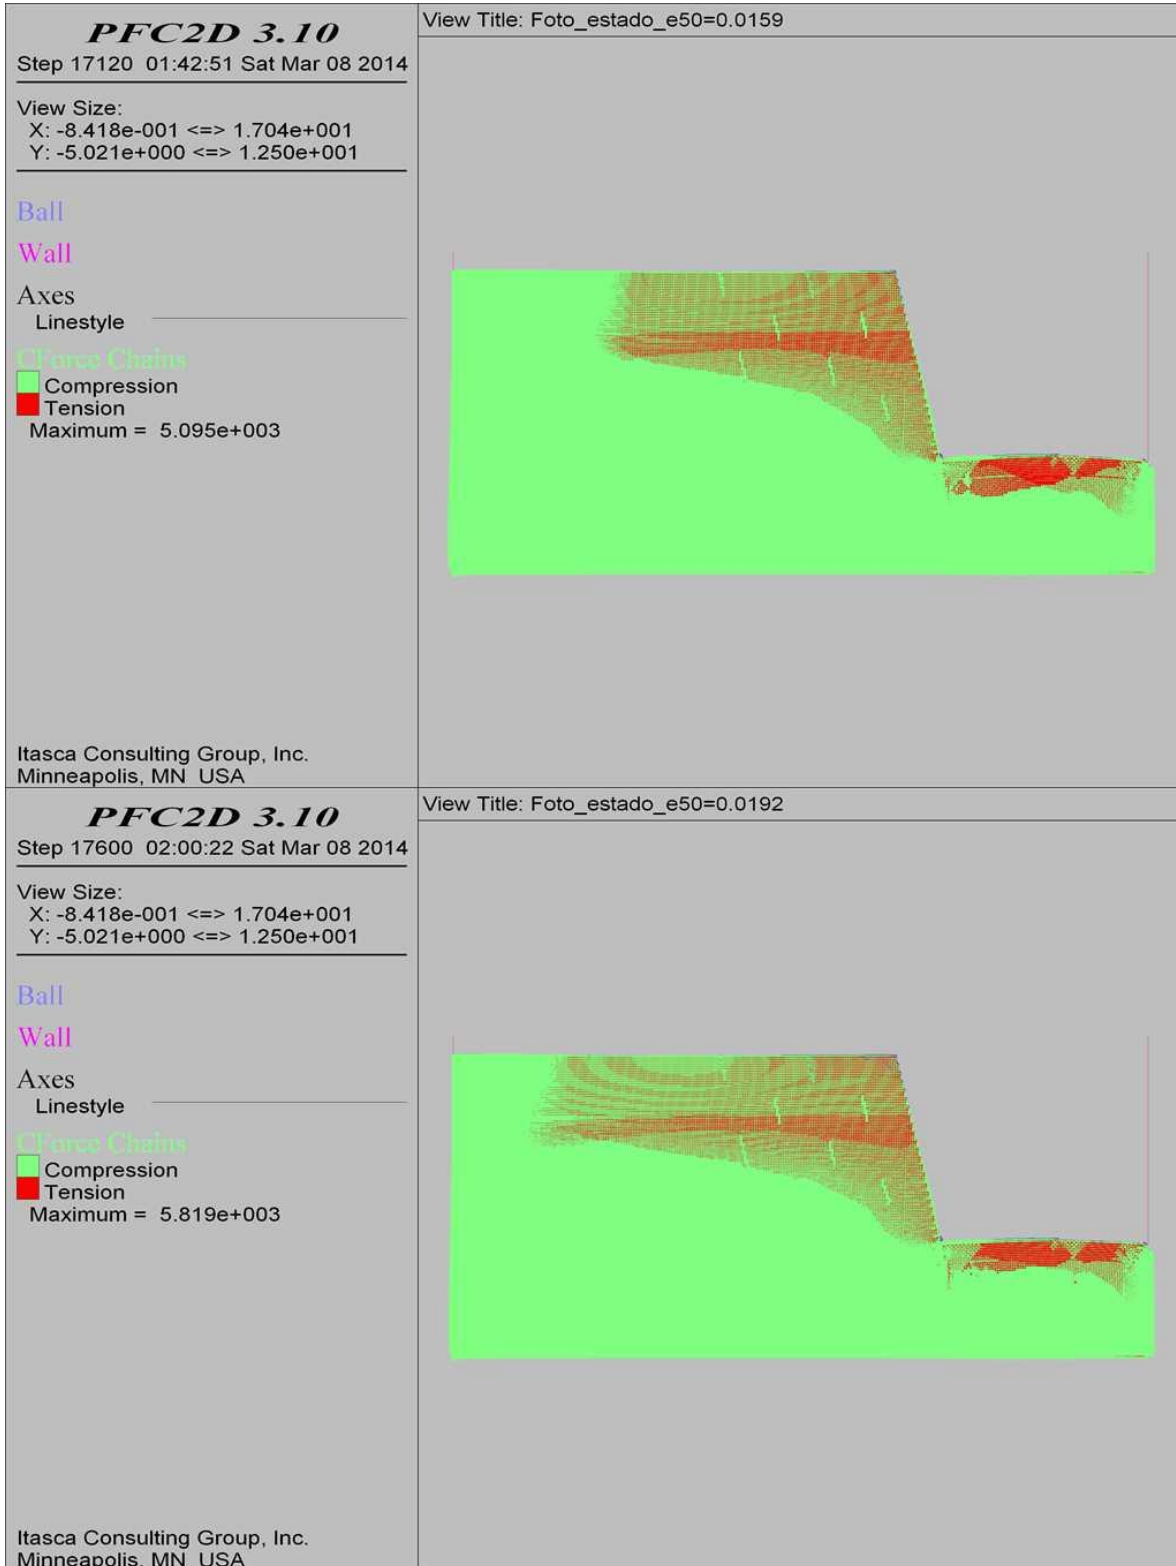 PFC2D 3.10
Step 17120 01:42:51 Sat Mar 08 2014
View Size:
X: -8.418e-001 <=> 1.704e+001
Y: -5.021e+000 <=> 1.250e+001
Ball
Wall
Axes
Linestyle
CForce Chains
Compression
Tension
Maximum = 5.095e+003
Itasca Consulting Group, Inc.
Minneapolis, MN USA
View Title: Foto_estado_e50=0.0159
PFC2D 3.10
Step 17600 02:00:22 Sat Mar 08 2014
View Size:
X: -8.418e-001 <=> 1.704e+001
Y: -5.021e+000 <=> 1.250e+001
Ball
Wall
Axes
Linestyle
CForce Chains
Compression
Tension
Maximum = 5.819e+003
Itasca Consulting Group, Inc.
Minneapolis, MN USA
View Title: Foto_estado_e50=0.0192